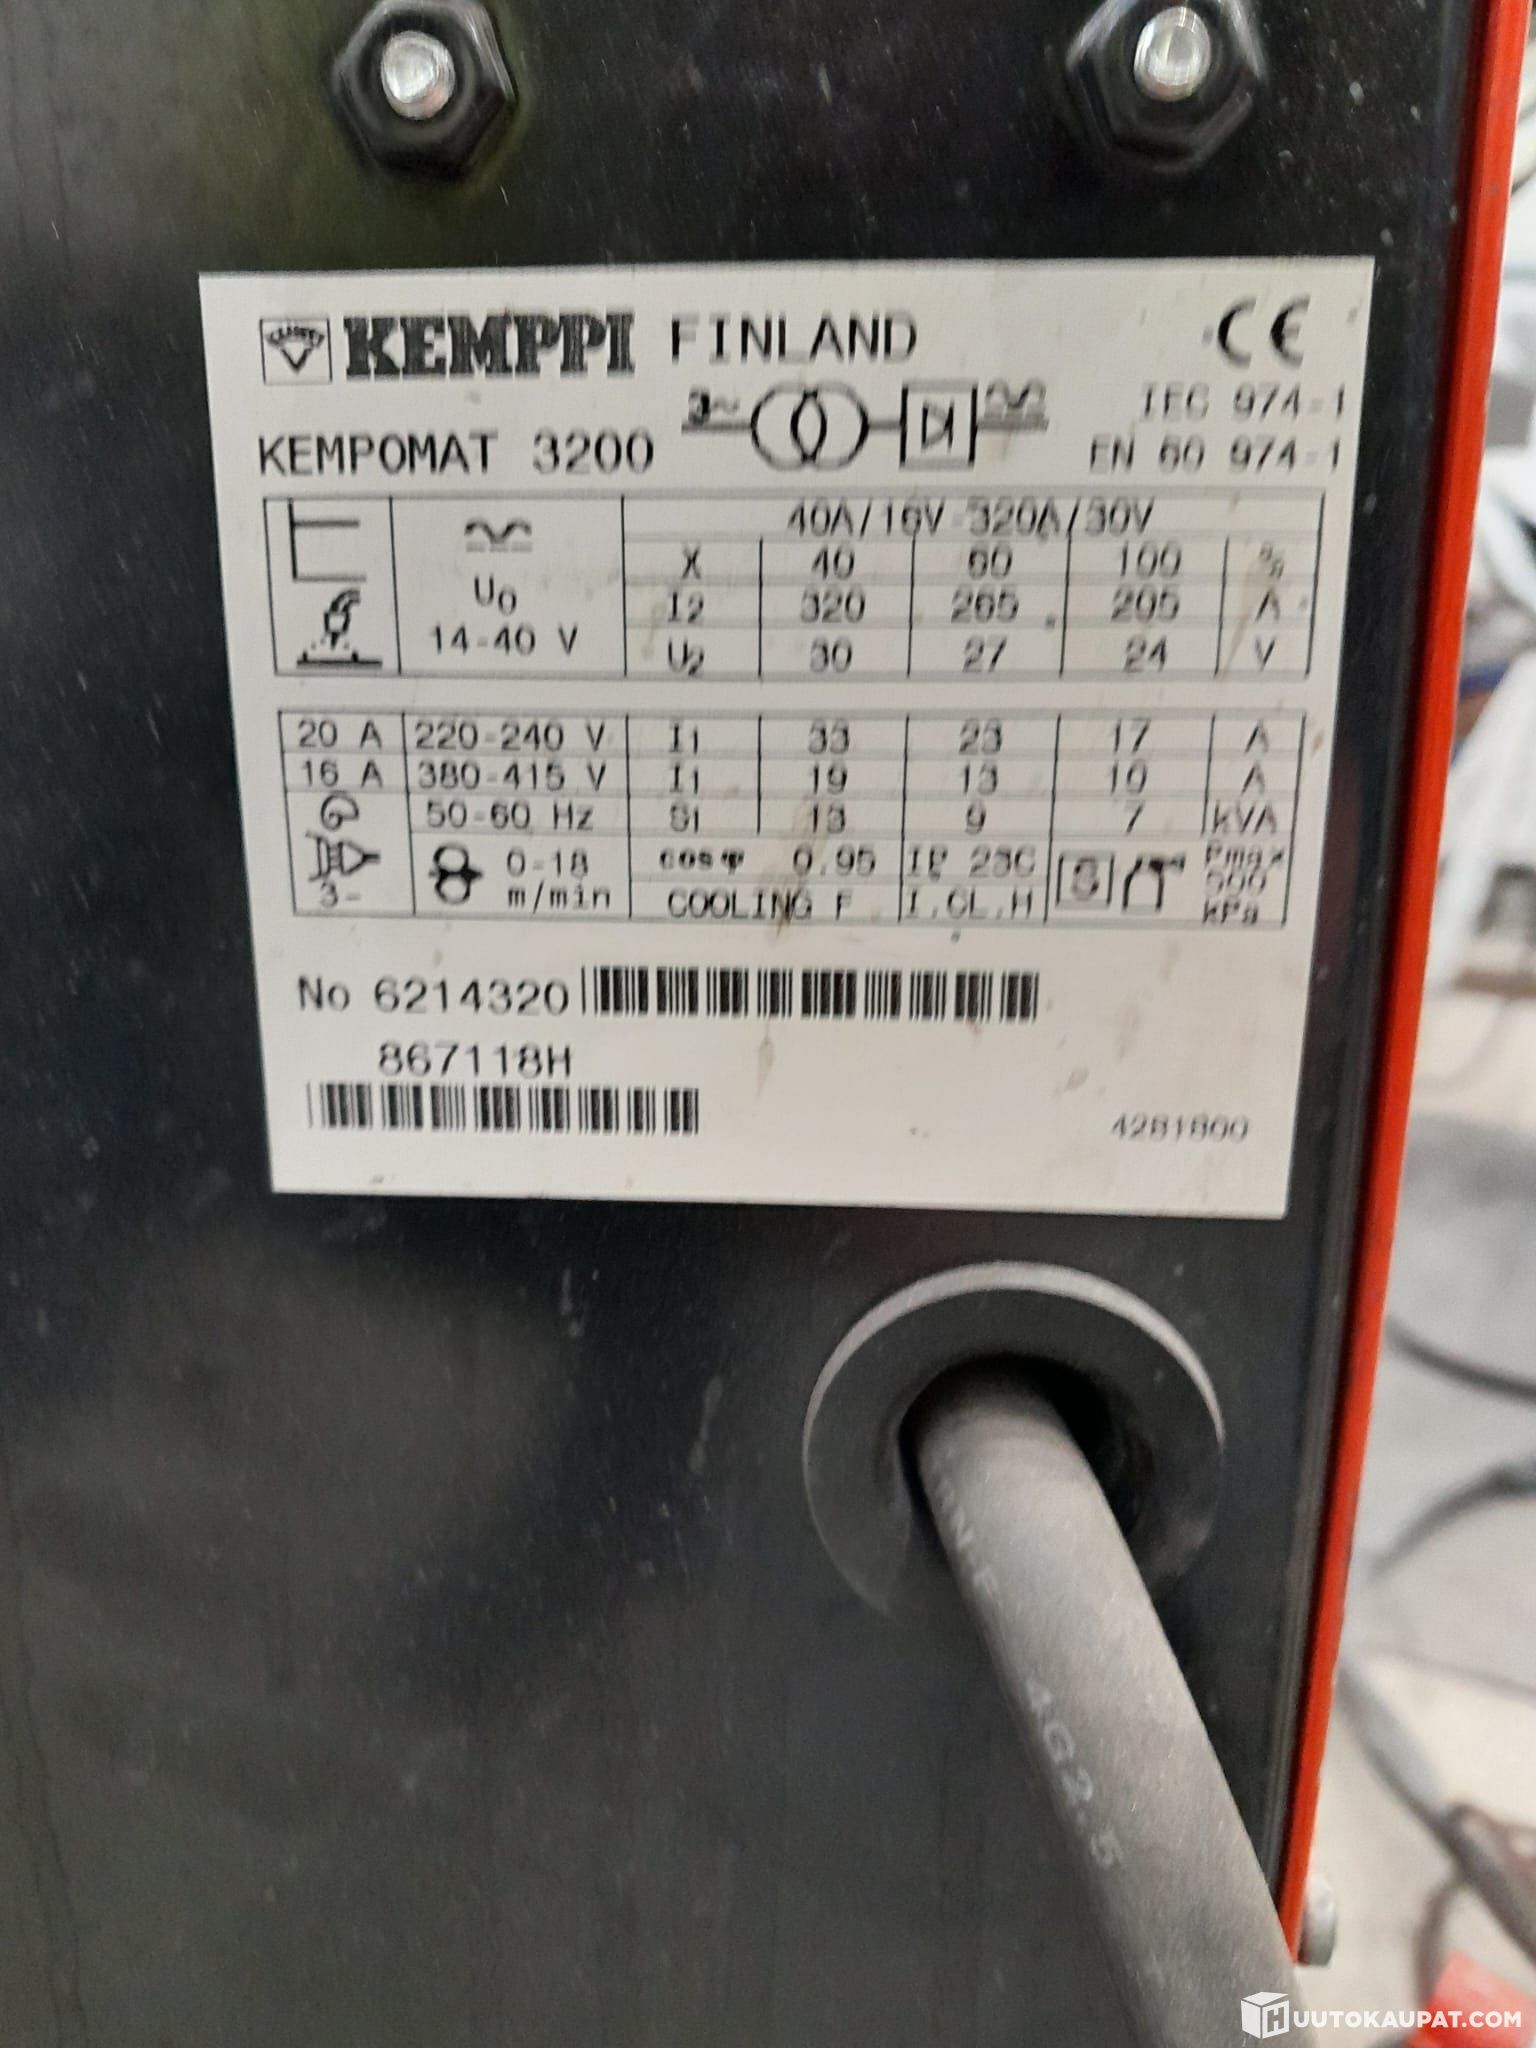 KEMPPI FINLAND CE
3~ IEC 974-1
KEMPOMAT 3200 EN 60 974-1
40A/16V-320A/30V
X 40 60 100 %
U0 I2 320 265 205 A
14-40 V U2 30 27 24 V
20 A 220-240 V I1 33 23 17 A
16 A 380-415 V I1 19 13 10 A
50-60 Hz S1 13 9 7 kVA
0-18 cos φ 0.95 IP 23C S Pmax
3~ m/min COOLING F I.CL.H 500
kPa
No 6214320
867118H
4281800
4G2.5
HUUTOKAUPAT.COM